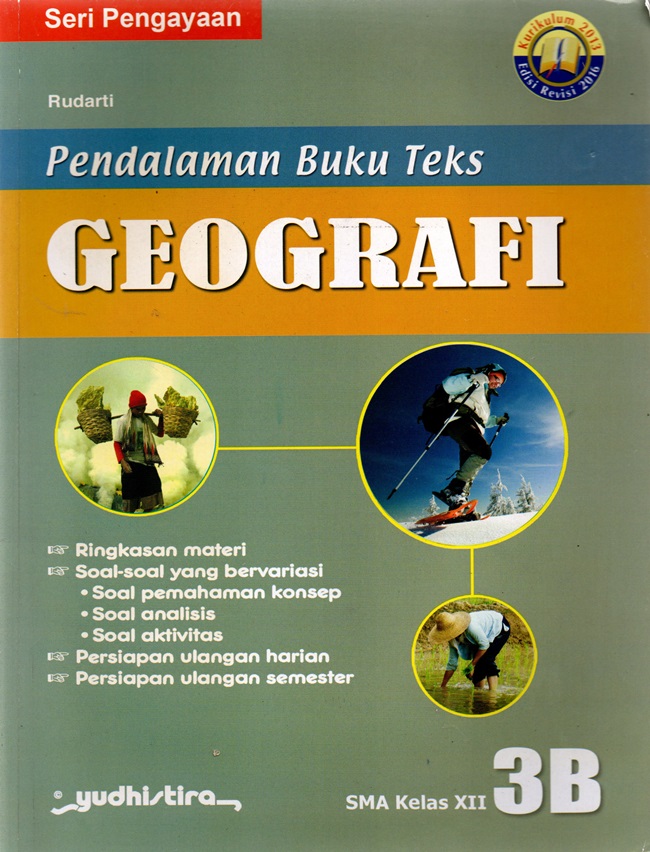 Seri Pengayaan
Kurikulum 2013
Edisi Revisi 2016
Rudarti
Pendalaman Buku Teks
GEOGRAFI
☞ Ringkasan materi
☞ Soal-soal yang bervariasi
• Soal pemahaman konsep
• Soal analisis
• Soal aktivitas
☞ Persiapan ulangan harian
☞ Persiapan ulangan semester
© yudhistira
SMA Kelas XII 3B